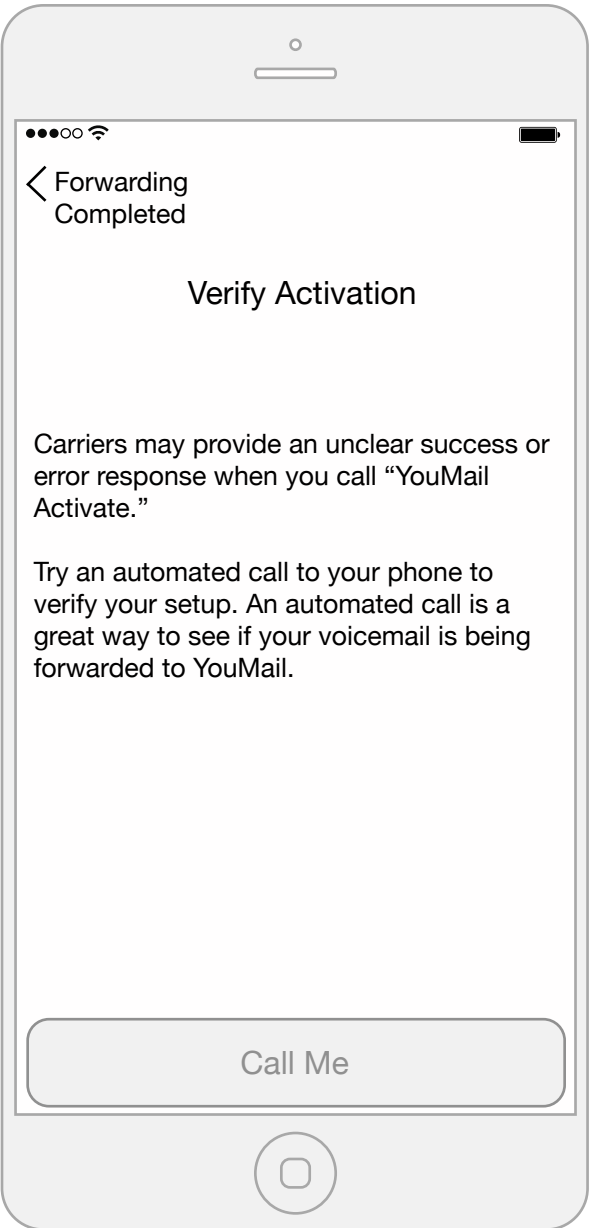 Forwarding
Completed
Verify Activation
Carriers may provide an unclear success or
error response when you call “YouMail
Activate.”
Try an automated call to your phone to
verify your setup. An automated call is a
great way to see if your voicemail is being
forwarded to YouMail.
Call Me